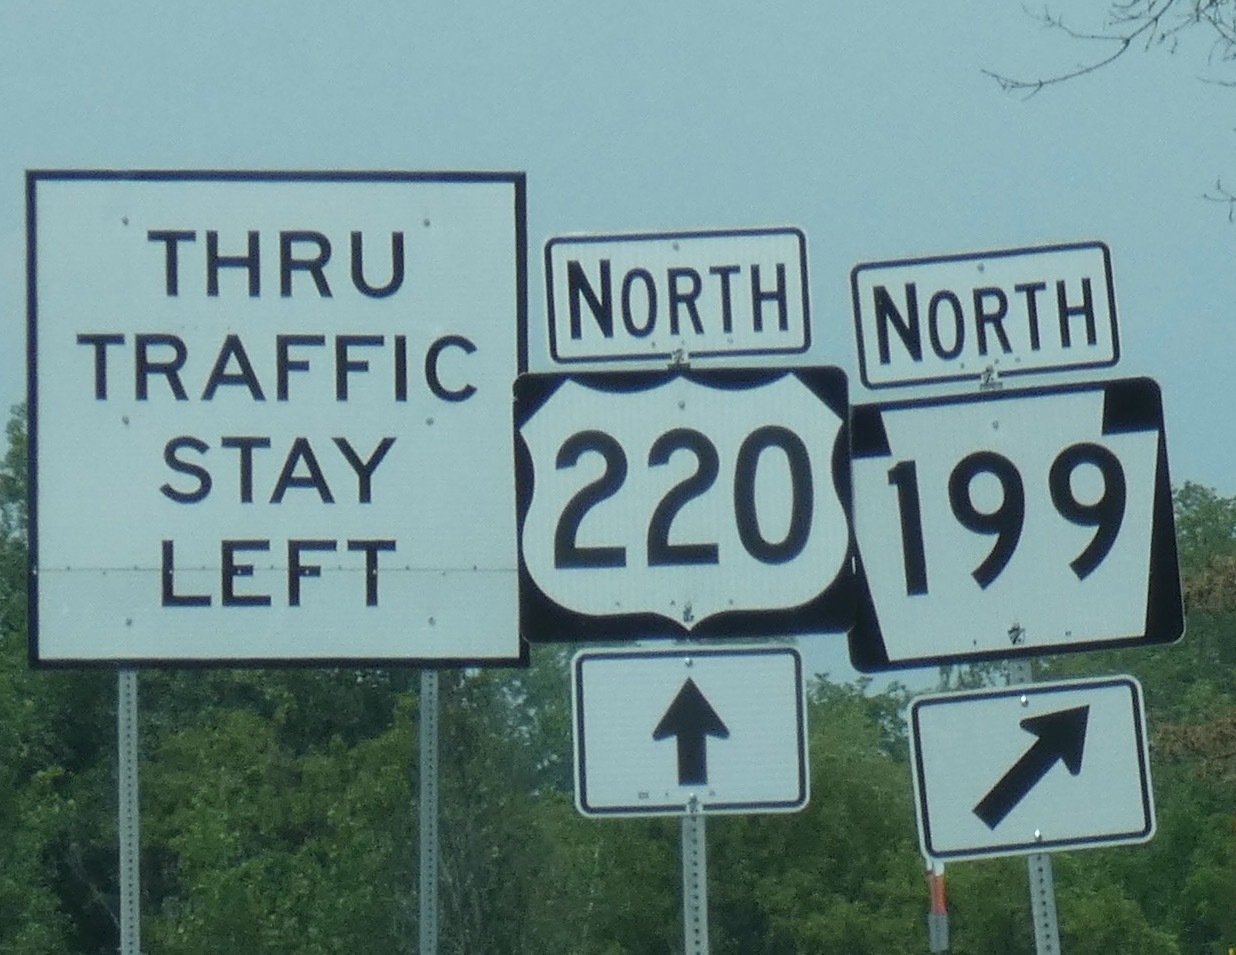 THRU
TRAFFIC
STAY
LEFT
NORTH
220
NORTH
199